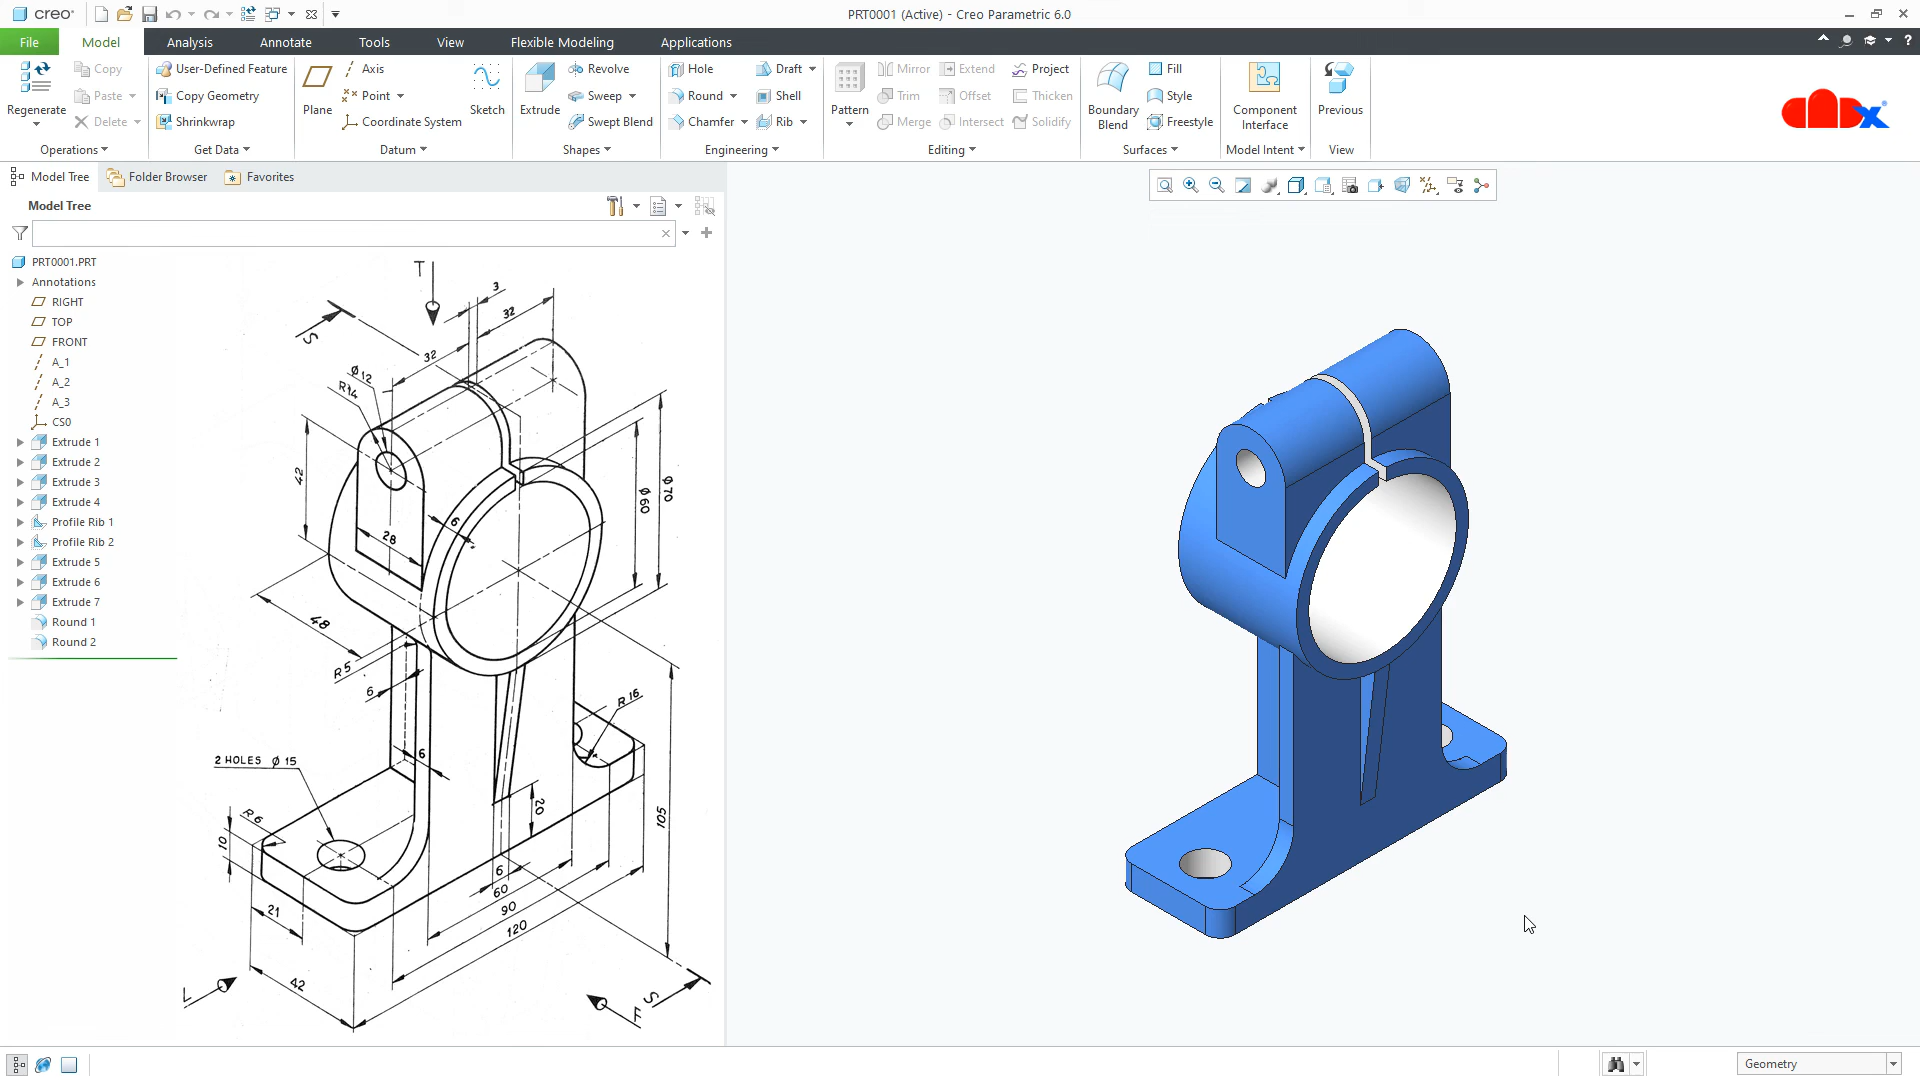 creo
PRT0001 (Active) - Creo Parametric 6.0
File Model Analysis Annotate Tools View Flexible Modeling Applications
Regenerate
Copy
Paste
Delete
Operations
User-Defined Feature
Copy Geometry
Shrinkwrap
Get Data
Plane
Axis
Point
Coordinate System
Sketch
Datum
Extrude
Revolve
Sweep
Swept Blend
Shapes
Hole
Round
Chamfer
Draft
Shell
Rib
Engineering
Pattern
Mirror Extend Project
Trim Offset Thicken
Merge Intersect Solidify
Editing
Boundary
Blend
Fill
Style
Freestyle
Surfaces
Component
Interface
Model Intent
Previous
View
Model Tree Folder Browser Favorites
Model Tree
PRT0001.PRT
Annotations
RIGHT
TOP
FRONT
A_1
A_2
A_3
CS0
Extrude 1
Extrude 2
Extrude 3
Extrude 4
Profile Rib 1
Profile Rib 2
Extrude 5
Extrude 6
Extrude 7
Round 1
Round 2
T
3
32
S
32
Ø 12
R14
42
Ø 60
Ø 70
6
28
48
R 5
6
R 16
6
2 HOLES Ø 15
20
R 6
10
105
6
60
90
120
21
42
L
S
F
Geometry